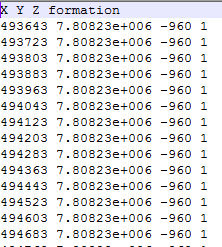 X Y Z formation
493643 7.80823e+006 -960 1
493723 7.80823e+006 -960 1
493803 7.80823e+006 -960 1
493883 7.80823e+006 -960 1
493963 7.80823e+006 -960 1
494043 7.80823e+006 -960 1
494123 7.80823e+006 -960 1
494203 7.80823e+006 -960 1
494283 7.80823e+006 -960 1
494363 7.80823e+006 -960 1
494443 7.80823e+006 -960 1
494523 7.80823e+006 -960 1
494603 7.80823e+006 -960 1
494683 7.80823e+006 -960 1